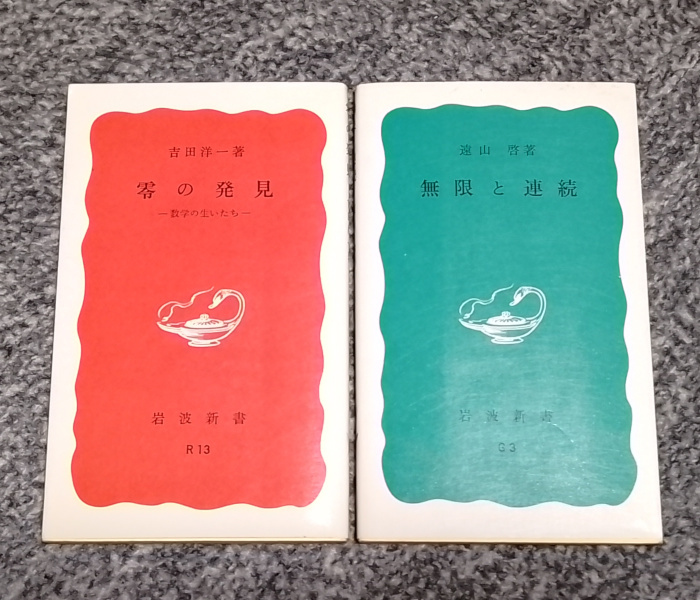 吉田洋一著
零の発見
―数学の生いたち―
岩波新書
R13
遠山 啓著
無限と連続
岩波新書
G3